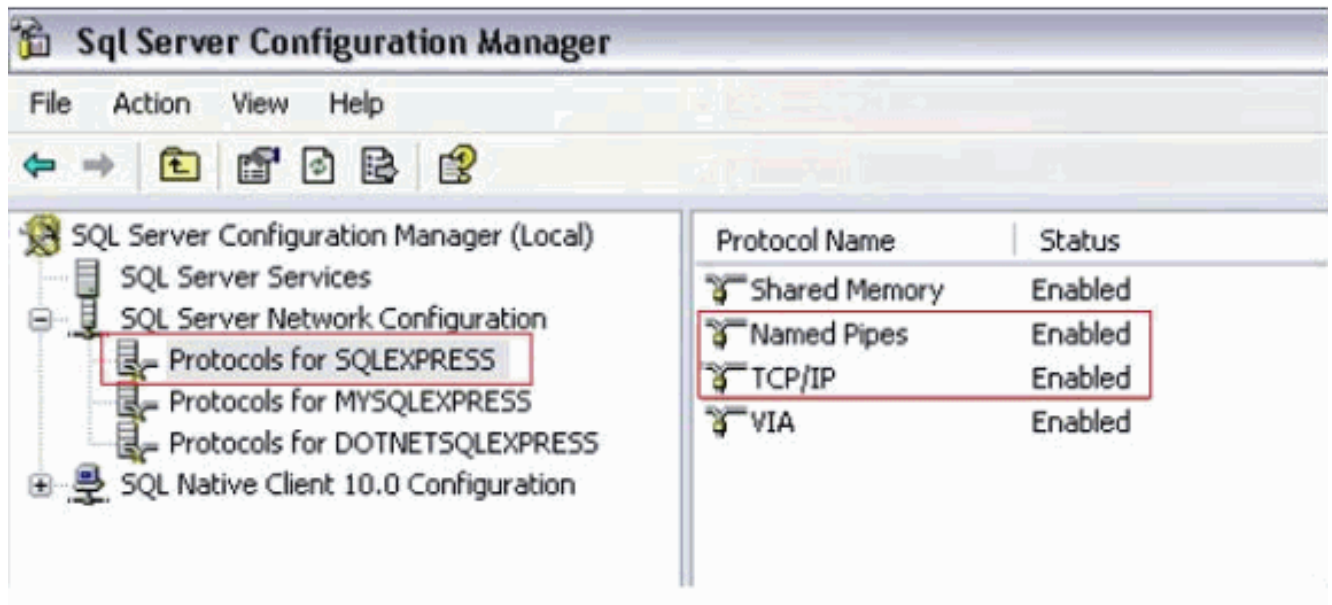 Sql Server Configuration Manager
File Action View Help
SQL Server Configuration Manager (Local)
SQL Server Services
SQL Server Network Configuration
Protocols for SQLEXPRESS
Protocols for MYSQLEXPRESS
Protocols for DOTNETSQLEXPRESS
SQL Native Client 10.0 Configuration
Protocol Name Status
Shared Memory Enabled
Named Pipes Enabled
TCP/IP Enabled
VIA Enabled